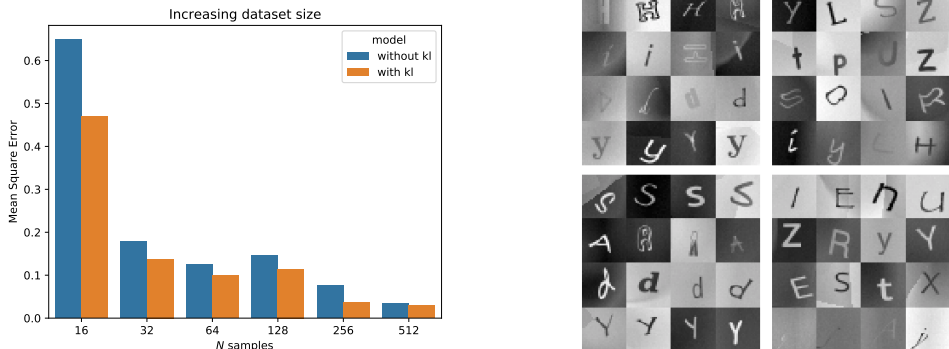 Increasing dataset size
model
without kl
with kl
Mean Square Error
0.6
0.5
0.4
0.3
0.2
0.1
0.0
16 32 64 128 256 512
N samples
H H H
i i I i
D d d
y y Y y
Y L S Z
t p U Z
S O \ R
i y L H
S S S S
A A A A
d d d d
Y Y Y Y
I E n U
Z R y Y
E S t X
A i